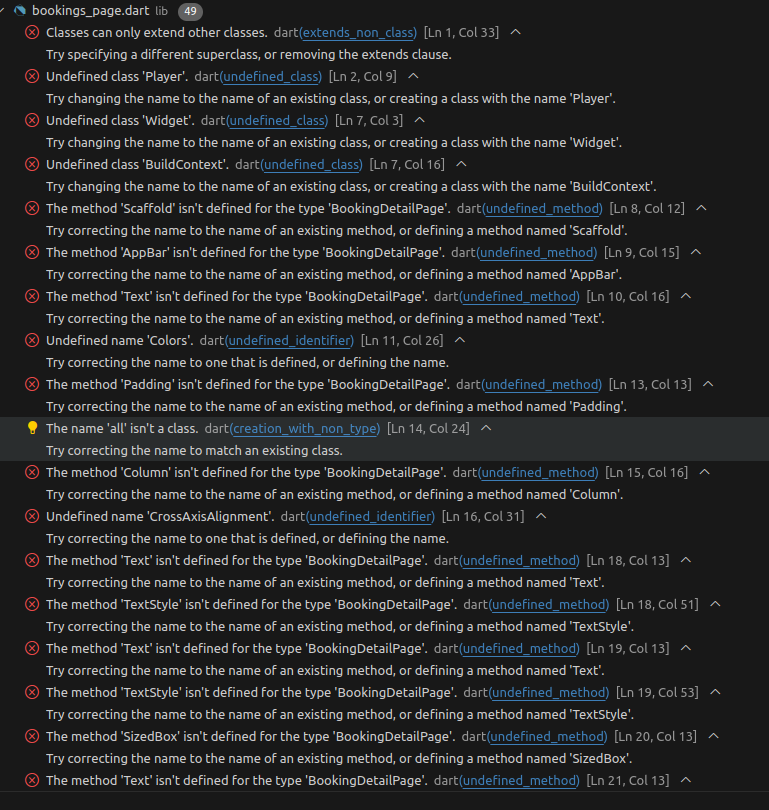 bookings_page.dart lib 49
Classes can only extend other classes. dart(extends_non_class) [Ln 1, Col 33]
Try specifying a different superclass, or removing the extends clause.
Undefined class 'Player'. dart(undefined_class) [Ln 2, Col 9]
Try changing the name to the name of an existing class, or creating a class with the name 'Player'.
Undefined class 'Widget'. dart(undefined_class) [Ln 7, Col 3]
Try changing the name to the name of an existing class, or creating a class with the name 'Widget'.
Undefined class 'BuildContext'. dart(undefined_class) [Ln 7, Col 16]
Try changing the name to the name of an existing class, or creating a class with the name 'BuildContext'.
The method 'Scaffold' isn't defined for the type 'BookingDetailPage'. dart(undefined_method) [Ln 8, Col 12]
Try correcting the name to the name of an existing method, or defining a method named 'Scaffold'.
The method 'AppBar' isn't defined for the type 'BookingDetailPage'. dart(undefined_method) [Ln 9, Col 15]
Try correcting the name to the name of an existing method, or defining a method named 'AppBar'.
The method 'Text' isn't defined for the type 'BookingDetailPage'. dart(undefined_method) [Ln 10, Col 16]
Try correcting the name to the name of an existing method, or defining a method named 'Text'.
Undefined name 'Colors'. dart(undefined_identifier) [Ln 11, Col 26]
Try correcting the name to one that is defined, or defining the name.
The method 'Padding' isn't defined for the type 'BookingDetailPage'. dart(undefined_method) [Ln 13, Col 13]
Try correcting the name to the name of an existing method, or defining a method named 'Padding'.
The name 'all' isn't a class. dart(creation_with_non_type) [Ln 14, Col 24]
Try correcting the name to match an existing class.
The method 'Column' isn't defined for the type 'BookingDetailPage'. dart(undefined_method) [Ln 15, Col 16]
Try correcting the name to the name of an existing method, or defining a method named 'Column'.
Undefined name 'CrossAxisAlignment'. dart(undefined_identifier) [Ln 16, Col 31]
Try correcting the name to one that is defined, or defining the name.
The method 'Text' isn't defined for the type 'BookingDetailPage'. dart(undefined_method) [Ln 18, Col 13]
Try correcting the name to the name of an existing method, or defining a method named 'Text'.
The method 'TextStyle' isn't defined for the type 'BookingDetailPage'. dart(undefined_method) [Ln 18, Col 51]
Try correcting the name to the name of an existing method, or defining a method named 'TextStyle'.
The method 'Text' isn't defined for the type 'BookingDetailPage'. dart(undefined_method) [Ln 19, Col 13]
Try correcting the name to the name of an existing method, or defining a method named 'Text'.
The method 'TextStyle' isn't defined for the type 'BookingDetailPage'. dart(undefined_method) [Ln 19, Col 53]
Try correcting the name to the name of an existing method, or defining a method named 'TextStyle'.
The method 'SizedBox' isn't defined for the type 'BookingDetailPage'. dart(undefined_method) [Ln 20, Col 13]
Try correcting the name to the name of an existing method, or defining a method named 'SizedBox'.
The method 'Text' isn't defined for the type 'BookingDetailPage'. dart(undefined_method) [Ln 21, Col 13]